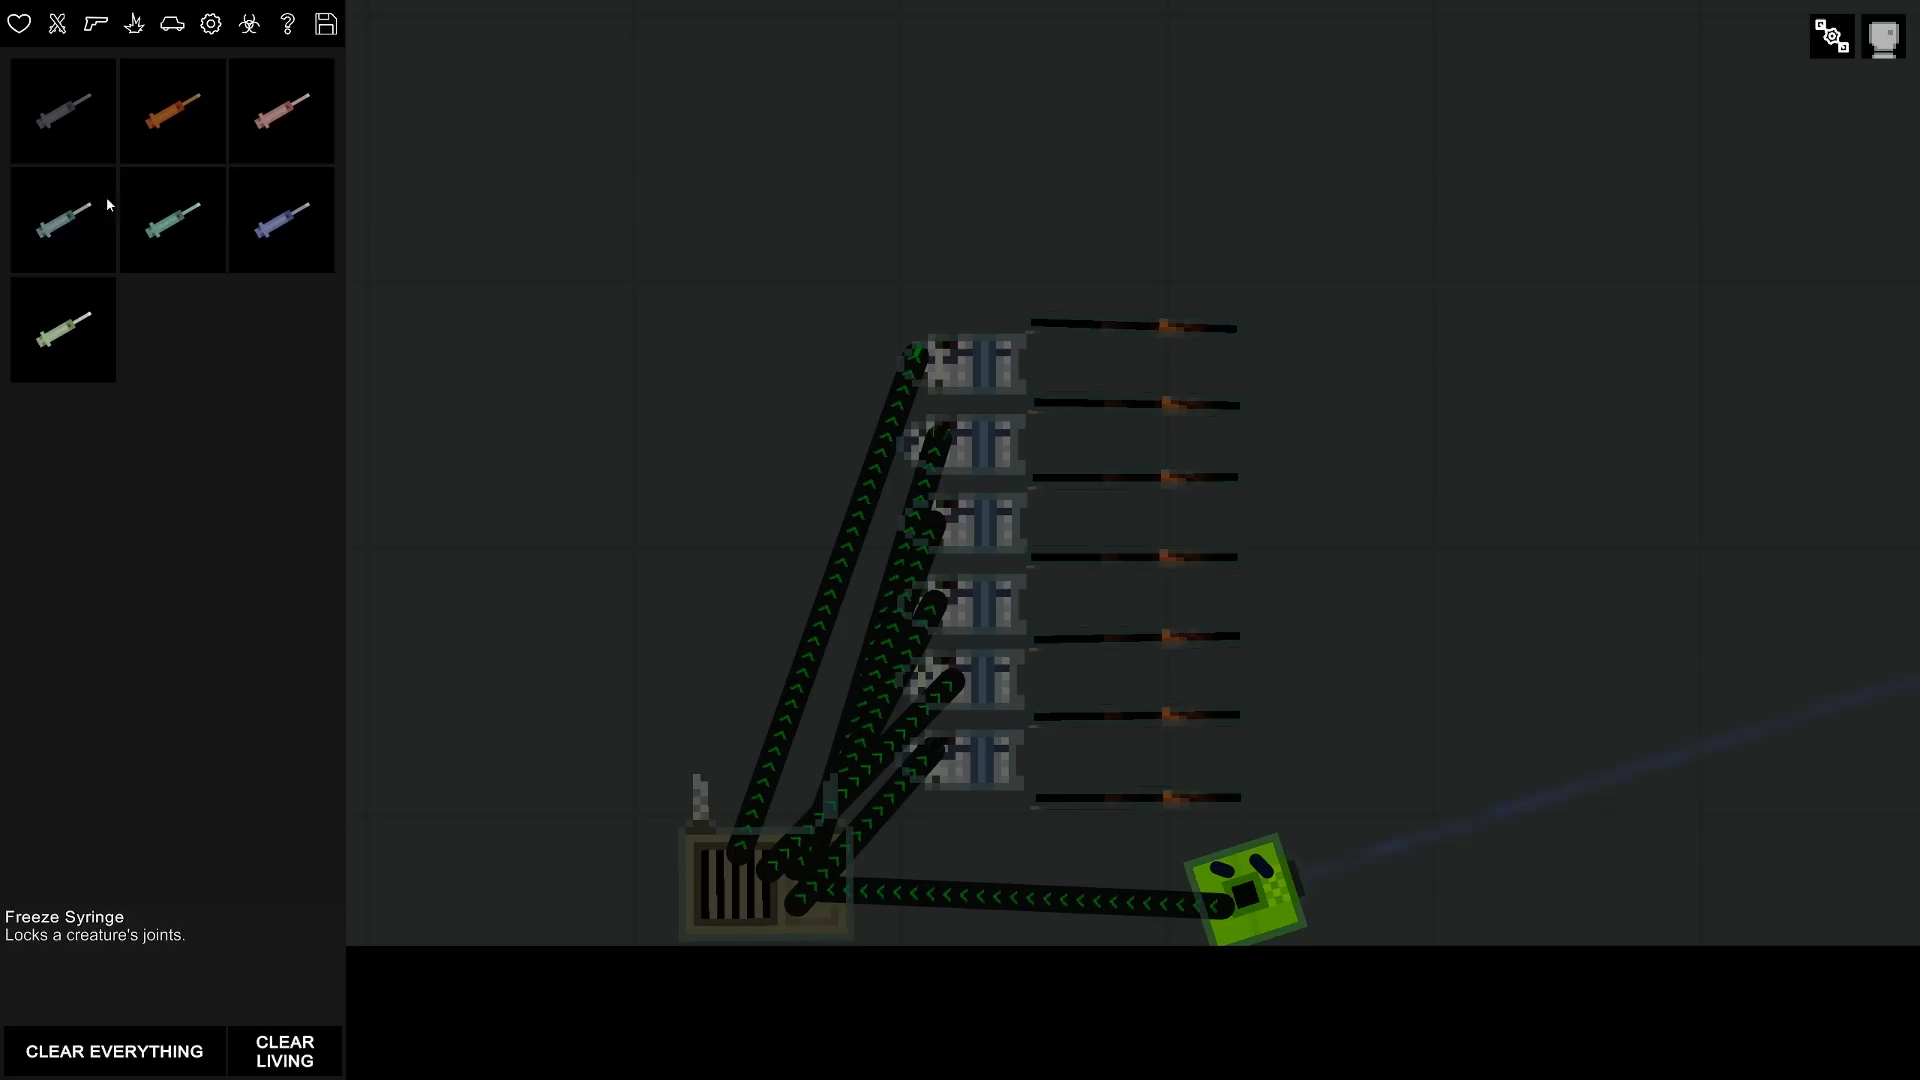 Freeze Syringe
Locks a creature's joints.
CLEAR EVERYTHING
CLEAR
LIVING